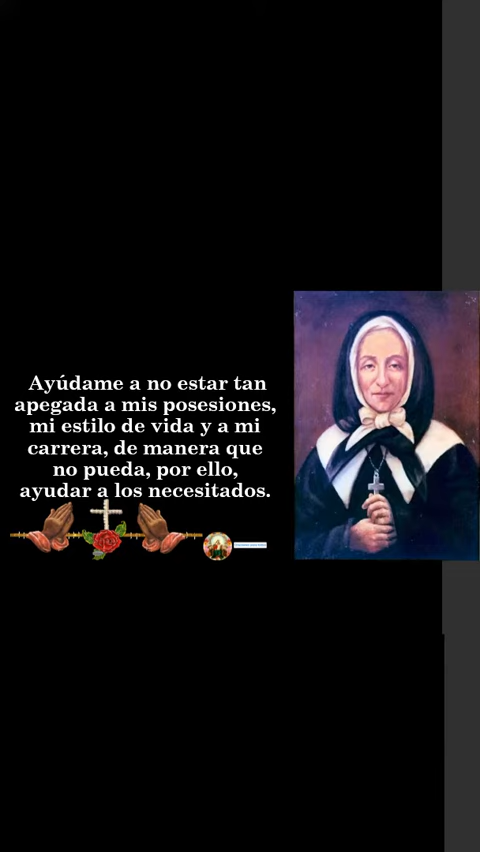 Ayúdame a no estar tan
apegada a mis posesiones,
mi estilo de vida y a mi
carrera, de manera que
no pueda, por ello,
ayudar a los necesitados.